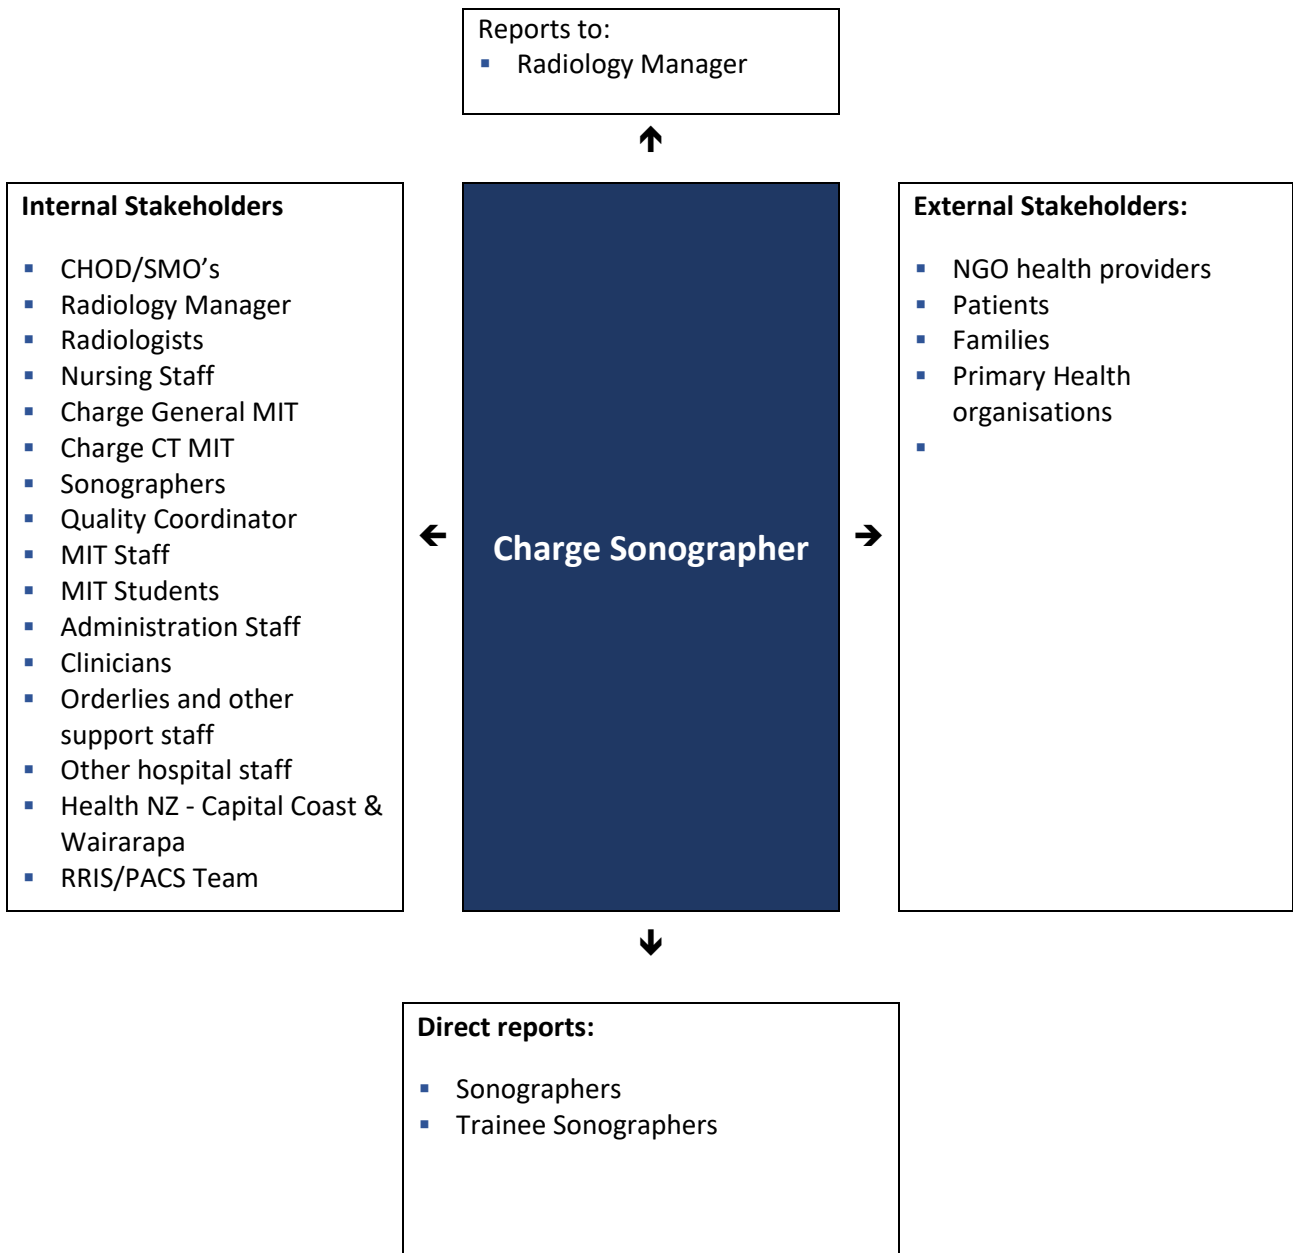 Reports to:
▪ Radiology Manager
Internal Stakeholders
▪ CHOD/SMO’s
▪ Radiology Manager
▪ Radiologists
▪ Nursing Staff
▪ Charge General MIT
▪ Charge CT MIT
▪ Sonographers
▪ Quality Coordinator
▪ MIT Staff
▪ MIT Students
▪ Administration Staff
▪ Clinicians
▪ Orderlies and other
support staff
▪ Other hospital staff
▪ Health NZ - Capital Coast &
Wairarapa
▪ RRIS/PACS Team
Charge Sonographer
External Stakeholders:
▪ NGO health providers
▪ Patients
▪ Families
▪ Primary Health
organisations
▪
Direct reports:
▪ Sonographers
▪ Trainee Sonographers